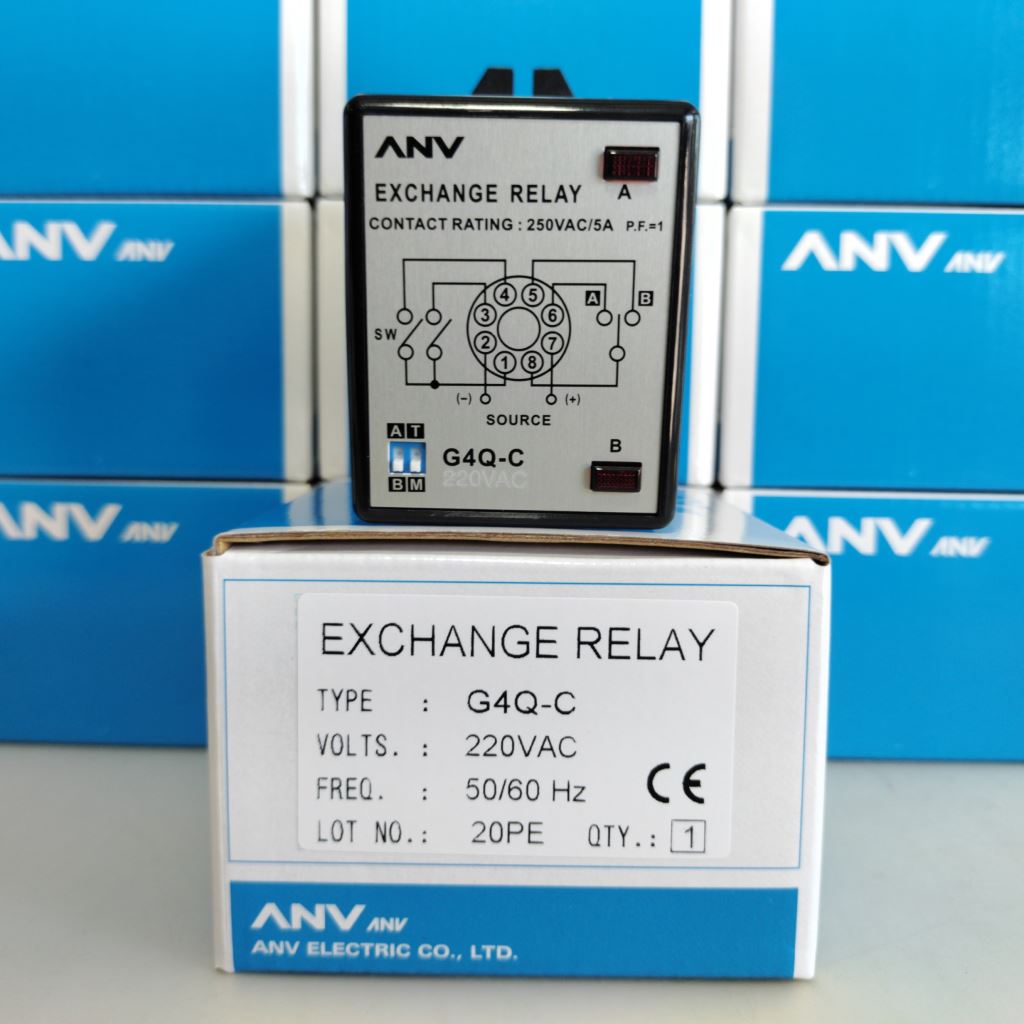 ANV
EXCHANGE RELAY
A
CONTACT RATING : 250VAC/5A P.F.=1
4 5
A B
3 6
SW
2 7
1 8
(-) (+)
SOURCE
A T
B
G4Q-C
220VAC
B M
ANV ANV
ANV ANV
ANV ANV
ANV ANV
EXCHANGE RELAY
TYPE : G4Q-C
VOLTS. : 220VAC
FREQ. : 50/60 Hz
CE
LOT NO.: 20PE QTY.: 1
ANV ANV
ANV ELECTRIC CO., LTD.